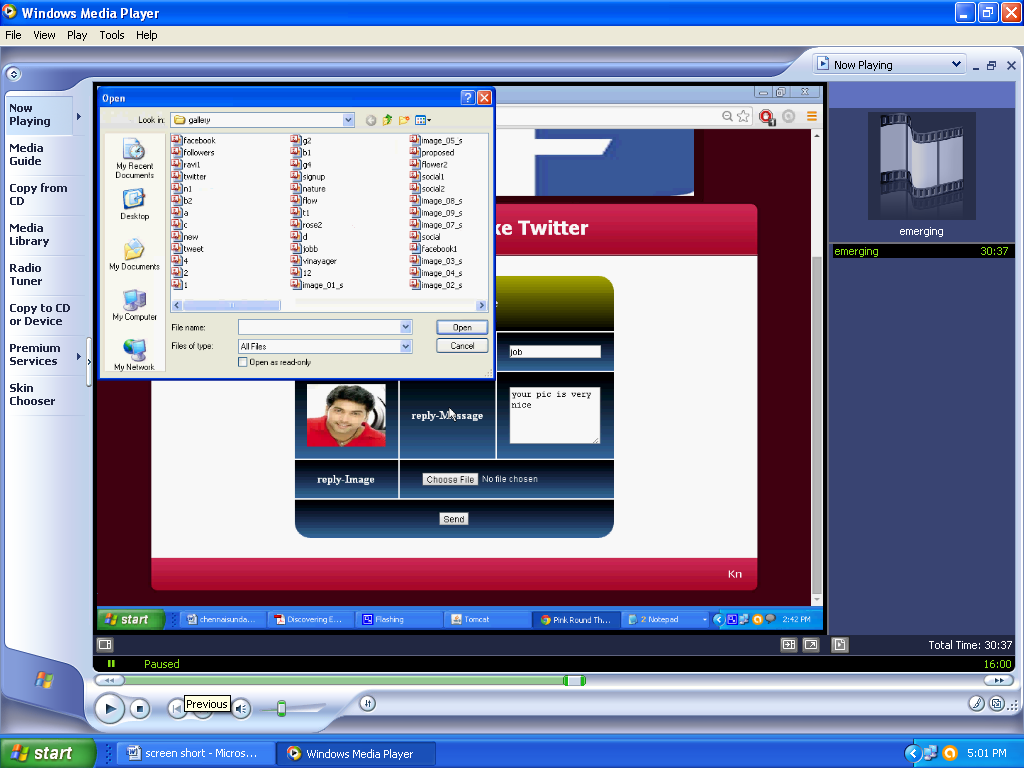 Windows Media Player
File View Play Tools Help
Now Playing
Now
Playing
Media
Guide
Copy from
CD
Media
Library
Radio
Tuner
Copy to CD
or Device
Premium
Services
Skin
Chooser
Open
Look in: gallery
My Recent
Documents
Desktop
My Documents
My Computer
My Network
facebook g2 image_05_s
followers b1 proposed
ravi1 g4 flower2
twitter signup social1
n1 nature social2
b2 flow image_08_s
a t1 image_09_s
c rose2 image_07_s
new d social
tweet jobb facebook1
4 vinayager image_03_s
2 12 image_04_s
1 image_01_s image_02_s
File name: Open
Files of type: All Files Cancel
Open as read-only
ke Twitter
job
reply-Message
your pic is very
nice
reply-Image Choose File No file chosen
Send
Kn
start chennaisunda... Discovering E... Flashing Tomcat Pink Round Th... 2 Notepad 2:42 PM
emerging
emerging 30:37
Total Time: 30:37
Paused 16:00
Previous
start screen short - Micros... Windows Media Player 5:01 PM